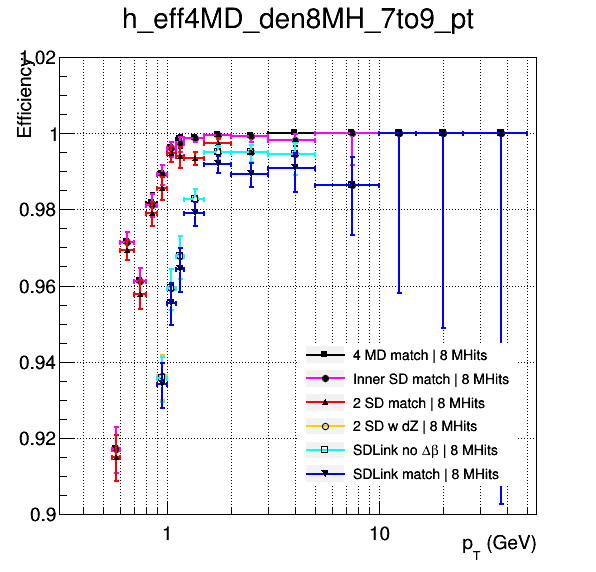 h_eff4MD_den8MH_7to9_pt
Efficiency
1.02
1
0.98
0.96
0.94
0.92
0.9
4 MD match | 8 MHits
Inner SD match | 8 MHits
2 SD match | 8 MHits
2 SD w dZ | 8 MHits
SDLink no Δβ | 8 MHits
SDLink match | 8 MHits
1
10
p_T (GeV)